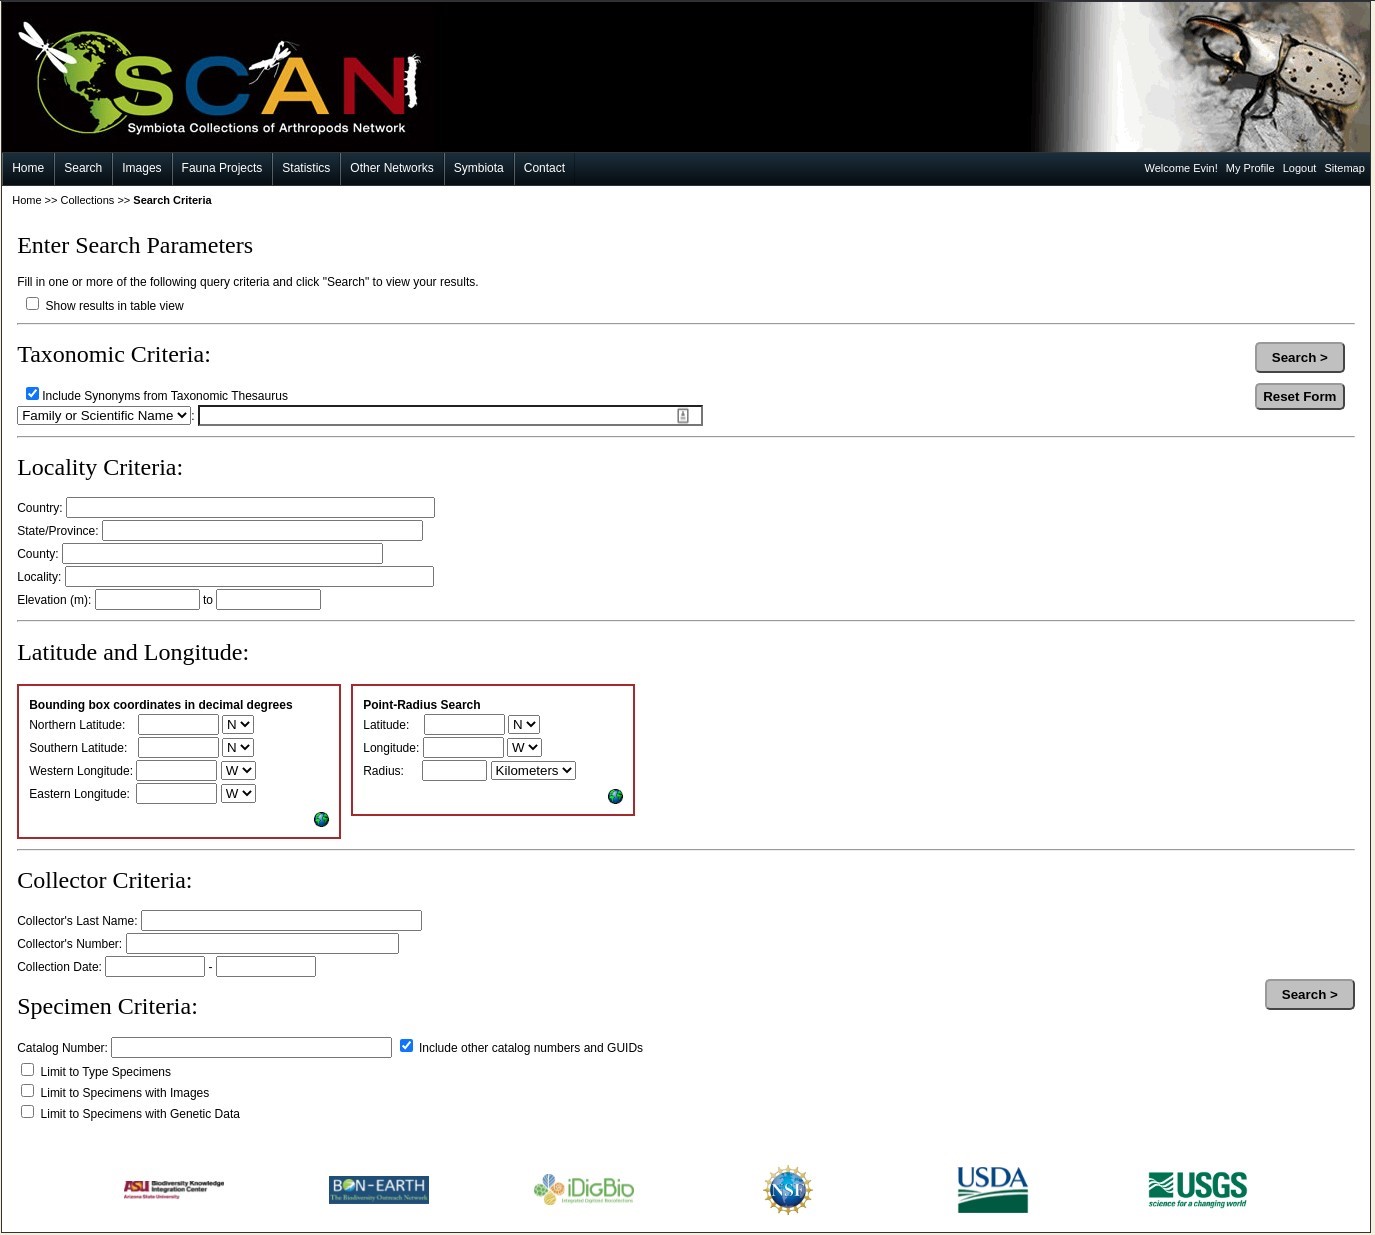 SCAN
Symbiota Collections of Arthropods Network
Home Search Images Fauna Projects Statistics Other Networks Symbiota Contact Welcome Evin! My Profile Logout Sitemap
Home >> Collections >> Search Criteria
Enter Search Parameters
Fill in one or more of the following query criteria and click "Search" to view your results.
Show results in table view
Taxonomic Criteria:
Search >
Include Synonyms from Taxonomic Thesaurus
Reset Form
Family or Scientific Name :
Locality Criteria:
Country:
State/Province:
County:
Locality:
Elevation (m): to
Latitude and Longitude:
Bounding box coordinates in decimal degrees
Northern Latitude: N
Southern Latitude: N
Western Longitude: W
Eastern Longitude: W
Point-Radius Search
Latitude: N
Longitude: W
Radius: Kilometers
Collector Criteria:
Collector's Last Name:
Collector's Number:
Collection Date: -
Search >
Specimen Criteria:
Catalog Number: Include other catalog numbers and GUIDs
Limit to Type Specimens
Limit to Specimens with Images
Limit to Specimens with Genetic Data
ASU Biodiversity Knowledge
Integration Center
Arizona State University
BON-EARTH
The Biodiversity Outreach Network
iDigBio
Integrated Digitized Biocollections
NSF
USDA
USGS
science for a changing world